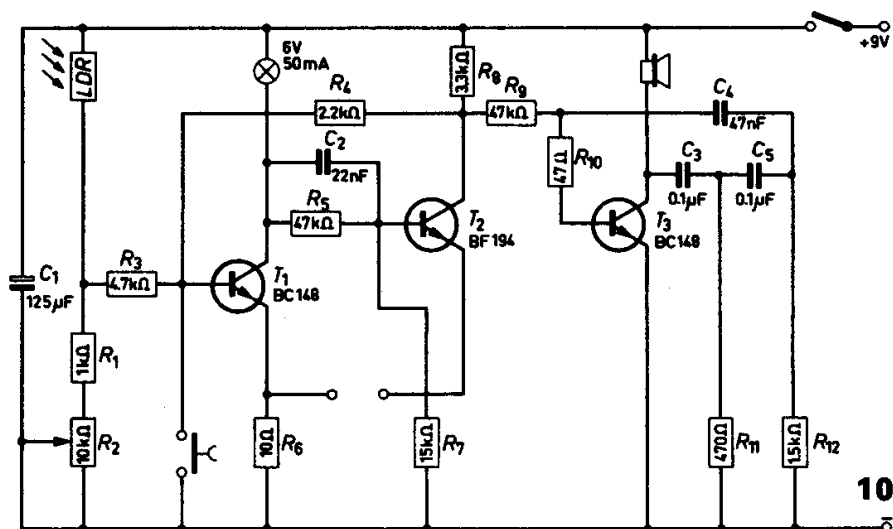 +9V
6V
50mA
LDR
R4
2.2kΩ
3.3kΩ
R8
R9
47kΩ
C4
47nF
C2
22nF
47Ω
R10
C3
0.1µF
C5
0.1µF
R5
47kΩ
T2
BF194
T3
BC148
C1
125µF
R3
4.7kΩ
T1
BC148
1kΩ
R1
10kΩ
R2
10Ω
R6
15kΩ
R7
470Ω
R11
1.5kΩ
R12
10